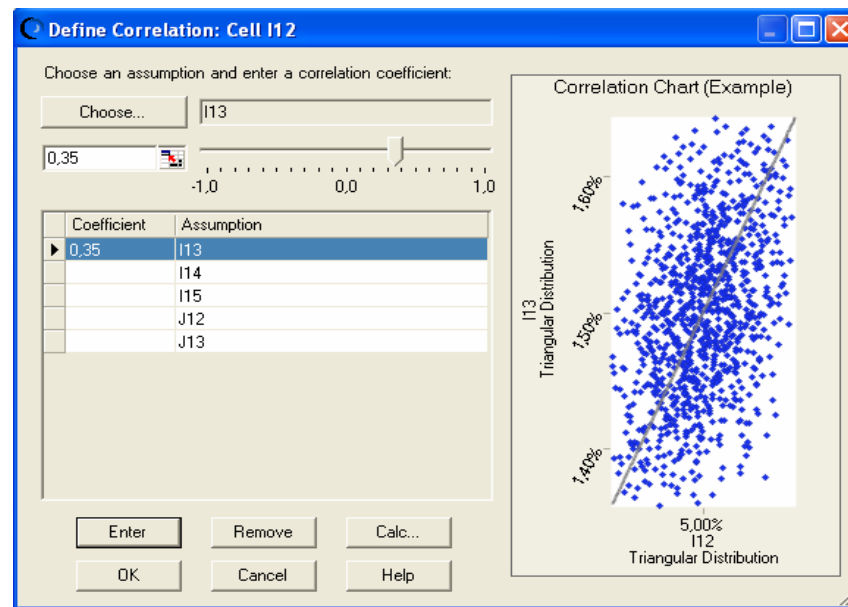 Define Correlation: Cell I12
Choose an assumption and enter a correlation coefficient:
Choose...
I13
0,35
-1,0 0,0 1,0
Coefficient Assumption
0,35 I13
I14
I15
J12
J13
Enter Remove Calc...
OK Cancel Help
Correlation Chart (Example)
1,60%
1,50%
1,40%
I13
Triangular Distribution
5,00%
I12
Triangular Distribution